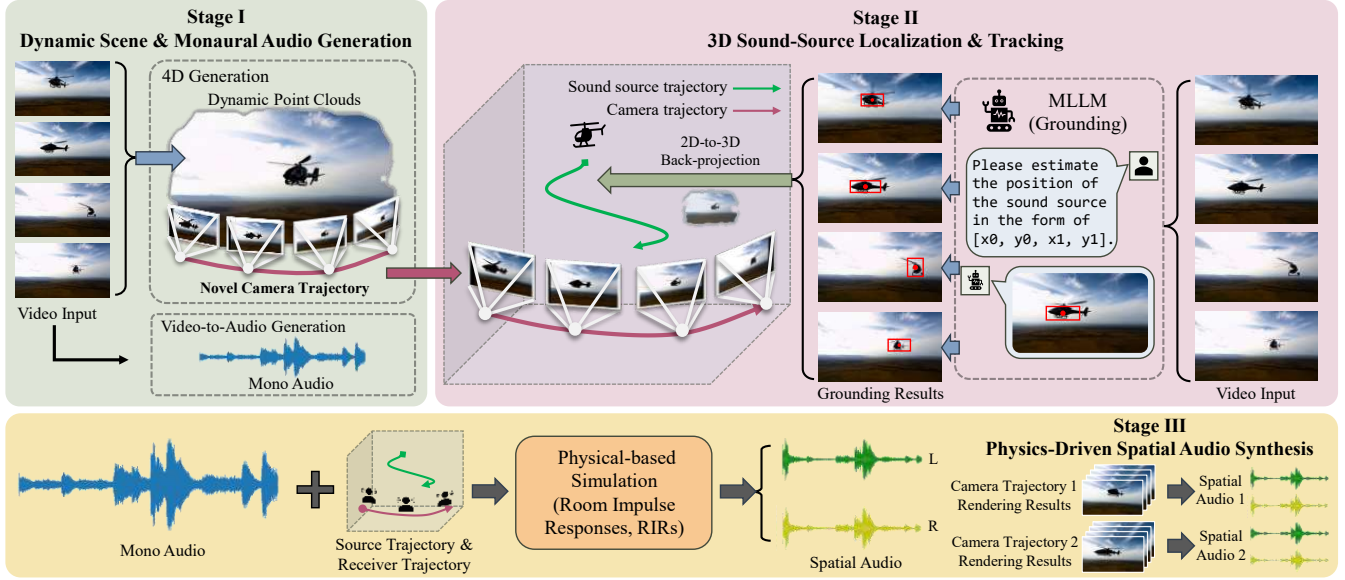 Stage I
Dynamic Scene & Monaural Audio Generation
4D Generation
Dynamic Point Clouds
Novel Camera Trajectory
Video Input
Video-to-Audio Generation
Mono Audio
Stage II
3D Sound-Source Localization & Tracking
Sound source trajectory
Camera trajectory
2D-to-3D
Back-projection
Grounding Results
MLLM
(Grounding)
Please estimate
the position of
the sound source
in the form of
[x0, y0, x1, y1].
Video Input
Stage III
Physics-Driven Spatial Audio Synthesis
Mono Audio
Source Trajectory &
Receiver Trajectory
Physical-based
Simulation
(Room Impulse
Responses, RIRs)
L
R
Spatial Audio
Camera Trajectory 1
Rendering Results
Spatial
Audio 1
Camera Trajectory 2
Rendering Results
Spatial
Audio 2